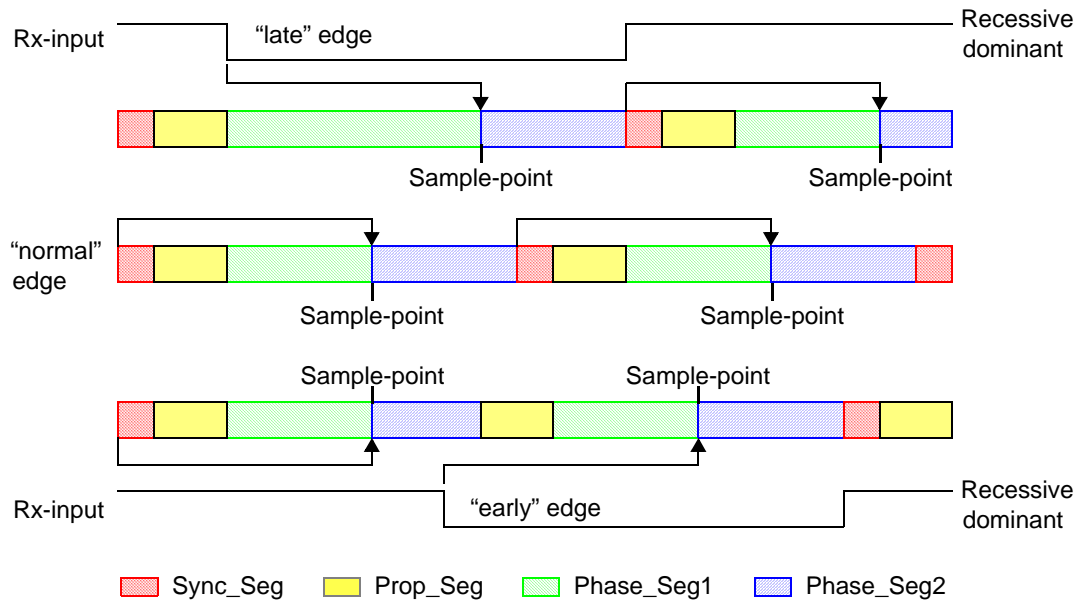 Rx-input
“late” edge
Recessive
dominant
Sample-point
Sample-point
“normal”
edge
Sample-point
Sample-point
Sample-point
Sample-point
Rx-input
“early” edge
Recessive
dominant
Sync_Seg
Prop_Seg
Phase_Seg1
Phase_Seg2